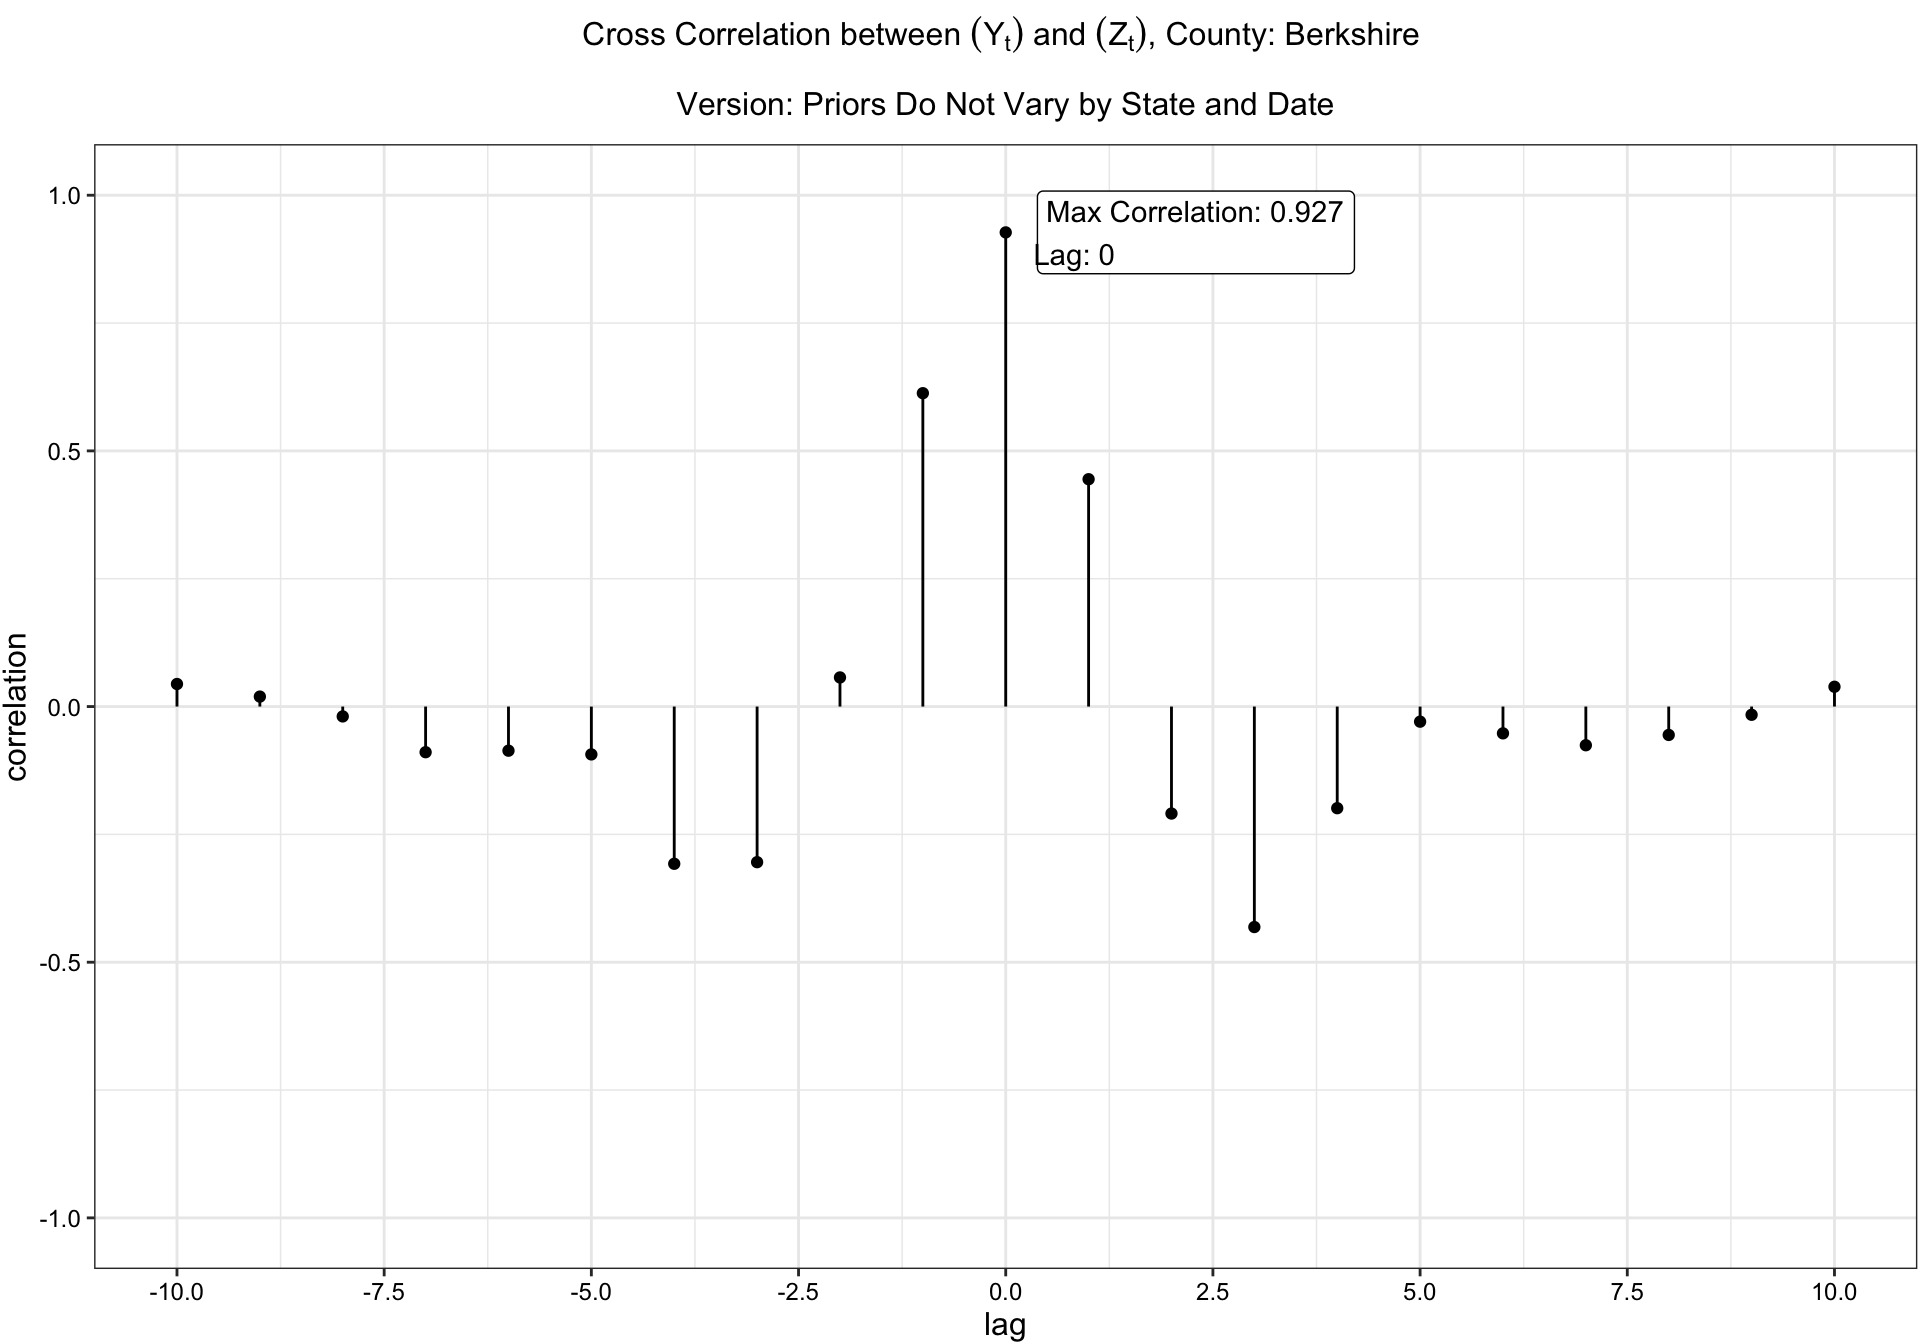 Cross Correlation between (Yt) and (Zt), County: Berkshire
Version: Priors Do Not Vary by State and Date
Max Correlation: 0.927
Lag: 0
correlation
1.0
0.5
0.0
-0.5
-1.0
-10.0 -7.5 -5.0 -2.5 0.0 2.5 5.0 7.5 10.0
lag